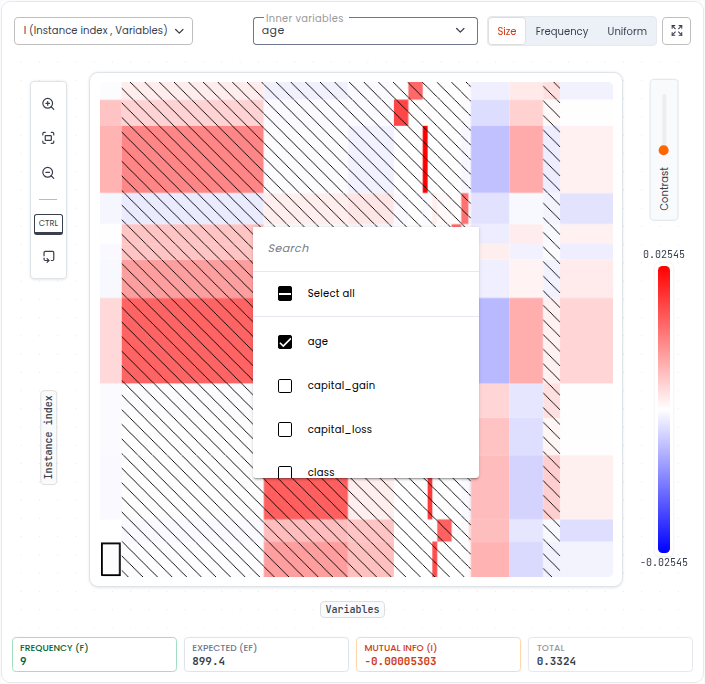 I (Instance index , Variables)
Inner variables
age
Size
Frequency
Uniform
CTRL
Contrast
0.02545
-0.02545
Search
Select all
age
capital_gain
capital_loss
class
Instance index
Variables
FREQUENCY (F)
9
EXPECTED (EF)
899.4
MUTUAL INFO (I)
-0.00005303
TOTAL
0.3324